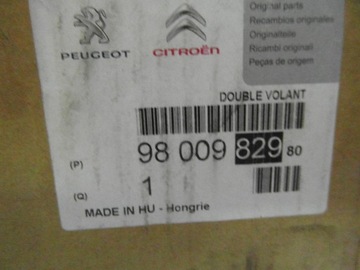 Original parts
Recambios originales
Originalteile
Ricambi originali
Peças de origem
PEUGEOT
CITROËN
DOUBLE VOLANT
(P) 98 009 829 80
(Q) 1
MADE IN HU - Hongrie